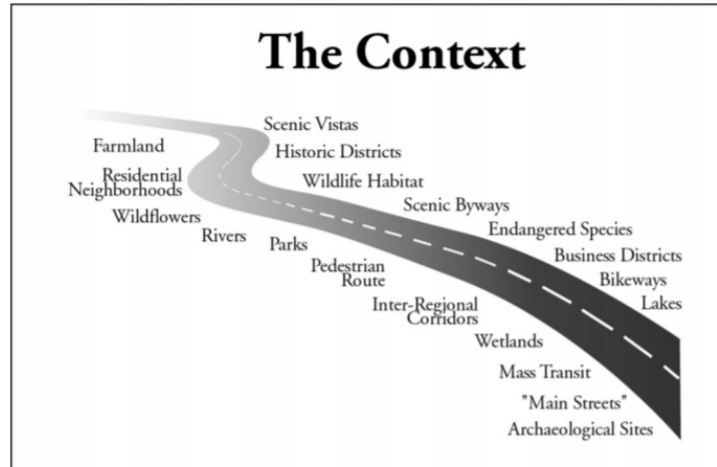 The Context
Scenic Vistas
Farmland
Historic Districts
Residential
Neighborhoods
Wildlife Habitat
Scenic Byways
Wildflowers
Endangered Species
Rivers
Parks
Business Districts
Pedestrian
Route
Bikeways
Inter-Regional
Corridors
Lakes
Wetlands
Mass Transit
"Main Streets"
Archaeological Sites